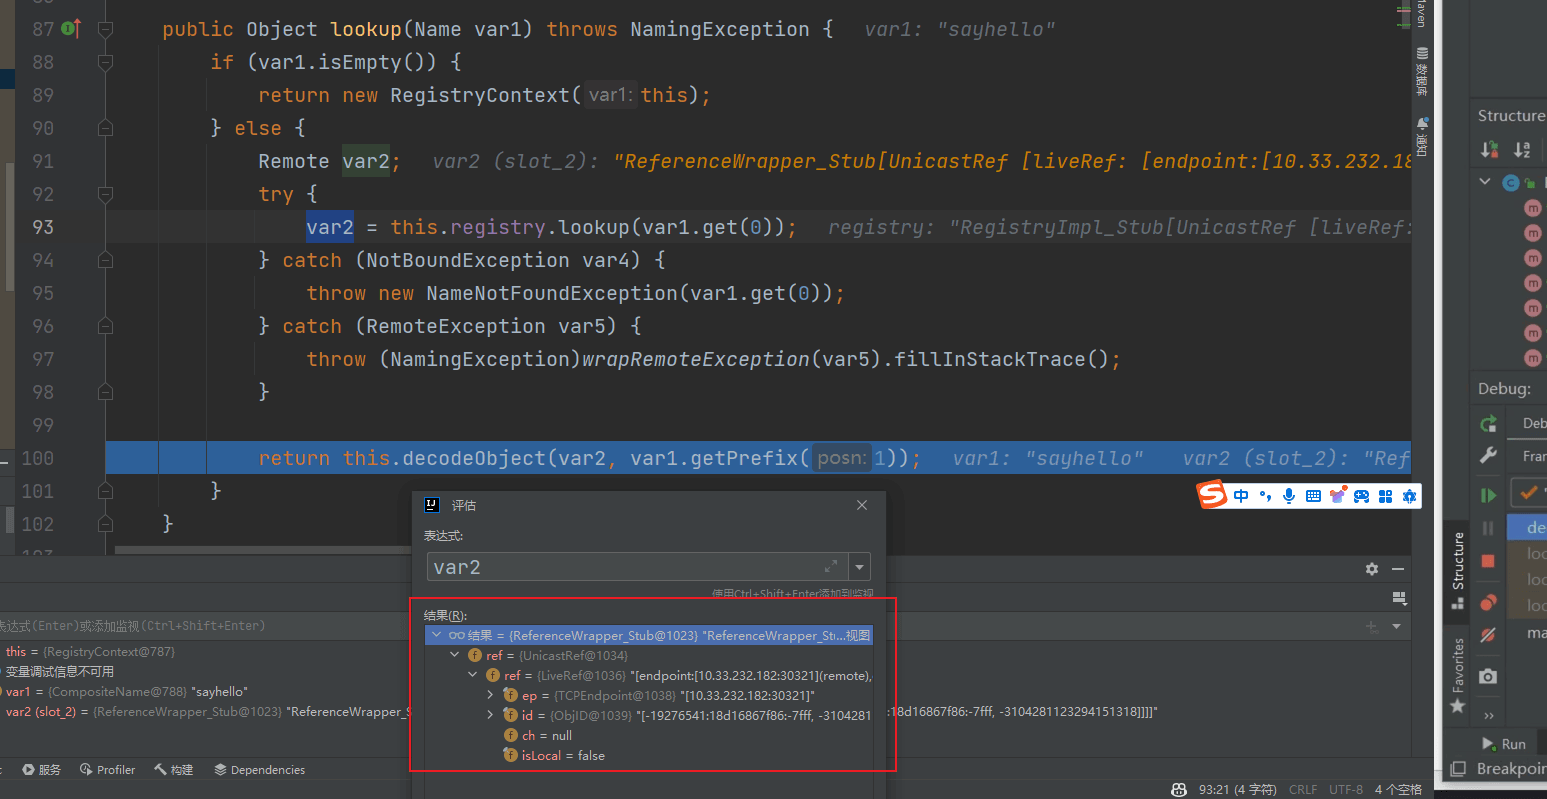 87 public Object lookup(Name var1) throws NamingException { var1: "sayhello"
88 if (var1.isEmpty()) {
89 return new RegistryContext( var1: this);
90 } else {
91 Remote var2; var2 (slot_2): "ReferenceWrapper_Stub[UnicastRef [liveRef: [endpoint:[10.33.232.18
92 try {
93 var2 = this.registry.lookup(var1.get(0)); registry: "RegistryImpl_Stub[UnicastRef [liveRef:
94 } catch (NotBoundException var4) {
95 throw new NameNotFoundException(var1.get(0));
96 } catch (RemoteException var5) {
97 throw (NamingException)wrapRemoteException(var5).fillInStackTrace();
98 }
99
100 return this.decodeObject(var2, var1.getPrefix( posn: 1)); var1: "sayhello" var2 (slot_2): "Ref
101 }
102 }
Maven
数据库
通知
中
评估
表达式:
var2
使用Ctrl+Shift+Enter添加到监视
结果(R):
结果 = {ReferenceWrapper_Stub@1023} "ReferenceWrapper_Stu...视图
ref = {UnicastRef@1034}
ref = {LiveRef@1036} "[endpoint:[10.33.232.182:30321](remote),
ep = {TCPEndpoint@1038} "[10.33.232.182:30321]"
id = {ObjID@1039} "[-19276541:18d16867f86:-7fff, -3104281
ch = null
isLocal = false
表达式(Enter)或添加监视(Ctrl+Shift+Enter)
this = {RegistryContext@787}
变量调试信息不可用
var1 = {CompositeName@788} "sayhello"
var2 (slot_2) = {ReferenceWrapper_Stub@1023} "ReferenceWrapper_S
:18d16867f86:-7fff, -3104281123294151318]]]]"
服务
Profiler
构建
Dependencies
93:21 (4 字符) CRLF UTF-8 4 个空格
Structure
m
m
m
m
m
m
m
Debug:
Deb
Fran
de
loc
loc
loc
ma
Structure
Favorites
Run
Breakpoin